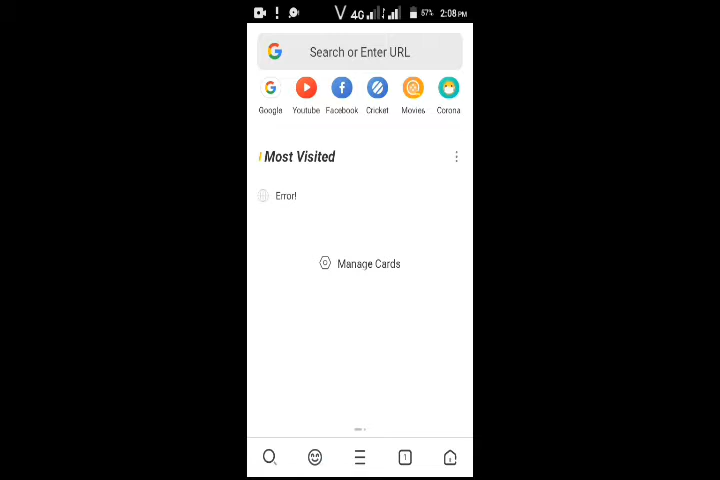 4G 57% 2:08 PM
Search or Enter URL
Google Youtube Facebook Cricket Movies Corona
Most Visited
Error!
Manage Cards
1